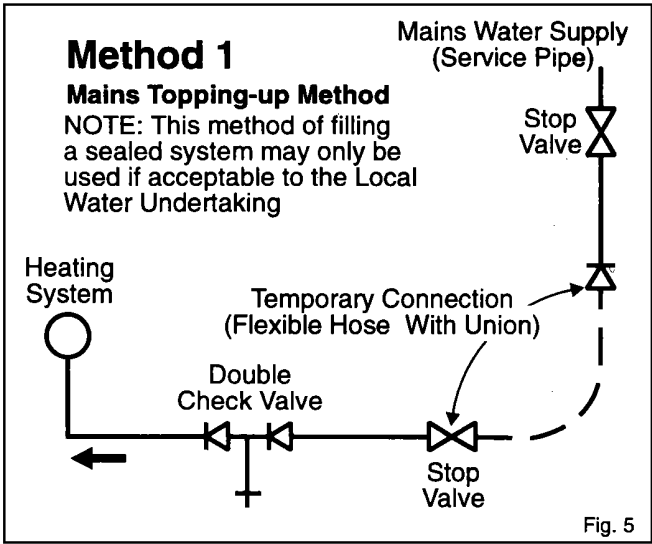 Method 1
Mains Topping-up Method
NOTE: This method of filling
a sealed system may only be
used if acceptable to the Local
Water Undertaking
Mains Water Supply
(Service Pipe)
Stop
Valve
Heating
System
Temporary Connection
(Flexible Hose With Union)
Double
Check Valve
Stop
Valve
Fig. 5